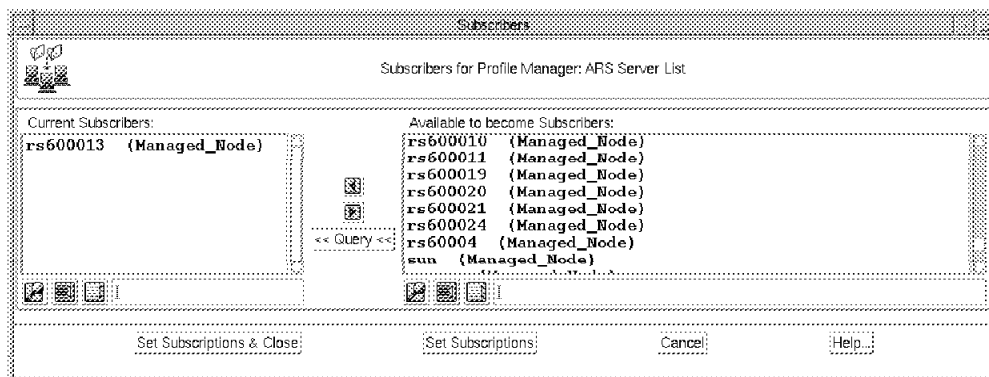 Subscribers
Subscribers for Profile Manager: ARS Server List
Current Subscribers:
rs600013 (Managed_Node)
<< Query <<
Available to become Subscribers:
rs600010 (Managed_Node)
rs600011 (Managed_Node)
rs600019 (Managed_Node)
rs600020 (Managed_Node)
rs600021 (Managed_Node)
rs600024 (Managed_Node)
rs60004 (Managed_Node)
sun (Managed_Node)
Set Subscriptions & Close
Set Subscriptions
Cancel
Help...